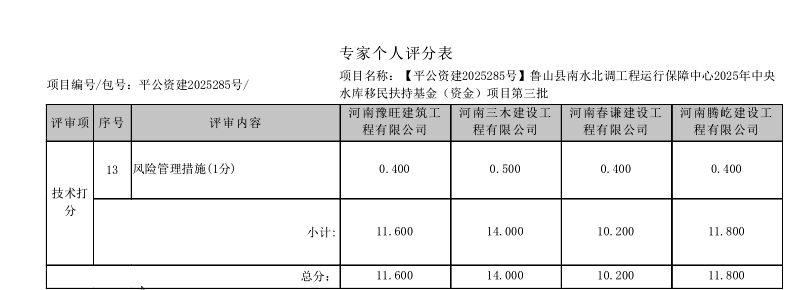 专家个人评分表
项目编号/包号：平公资建2025285号/
项目名称：【平公资建2025285号】鲁山县南水北调工程运行保障中心2025年中央
水库移民扶持基金（资金）项目第三批
评审项 序号 评审内容 河南豫旺建筑工程有限公司 河南三木建设工程有限公司 河南春谦建设工程有限公司 河南腾屹建设工程有限公司
技术打分
13 风险管理措施(1分) 0.400 0.500 0.400 0.400
小计: 11.600 14.000 10.200 11.800
总分： 11.600 14.000 10.200 11.800